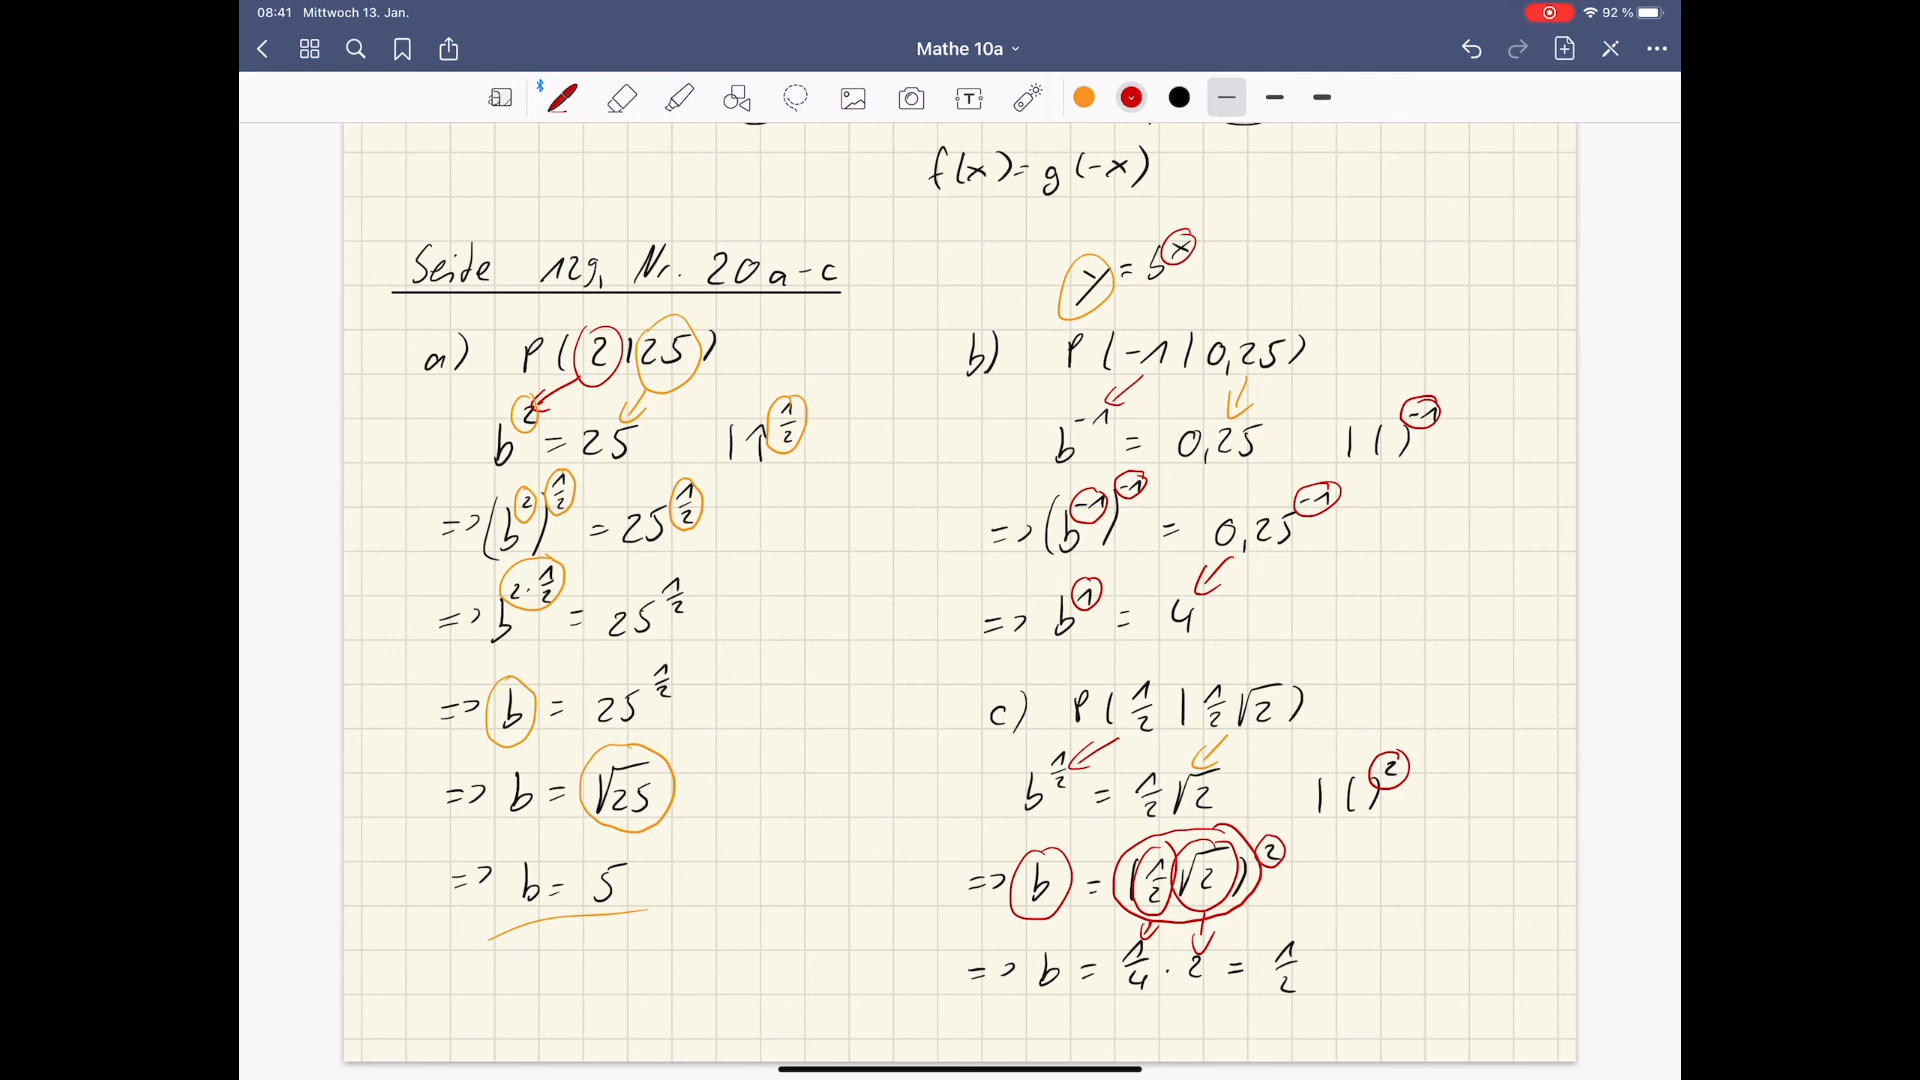 08:41 Mittwoch 13. Jan.
92 %
Mathe 10a
f(x)=g(-x)
Seite 129, Nr. 20a-c
y = b^x
a) P(2|25)
b^2 = 25 |↑^1/2
=> (b^2)^1/2 = 25^1/2
=> b^2·1/2 = 25^1/2
=> b = 25^1/2
=> b = √25
=> b = 5
b) P(-1|0,25)
b^-1 = 0,25 |( )^-1
=> (b^-1)^-1 = 0,25^-1
=> b^1 = 4
c) P(1/2|1/2√2)
b^1/2 = 1/2√2 |( )^2
=> b = (1/2√2)^2
=> b = 1/4 · 2 = 1/2